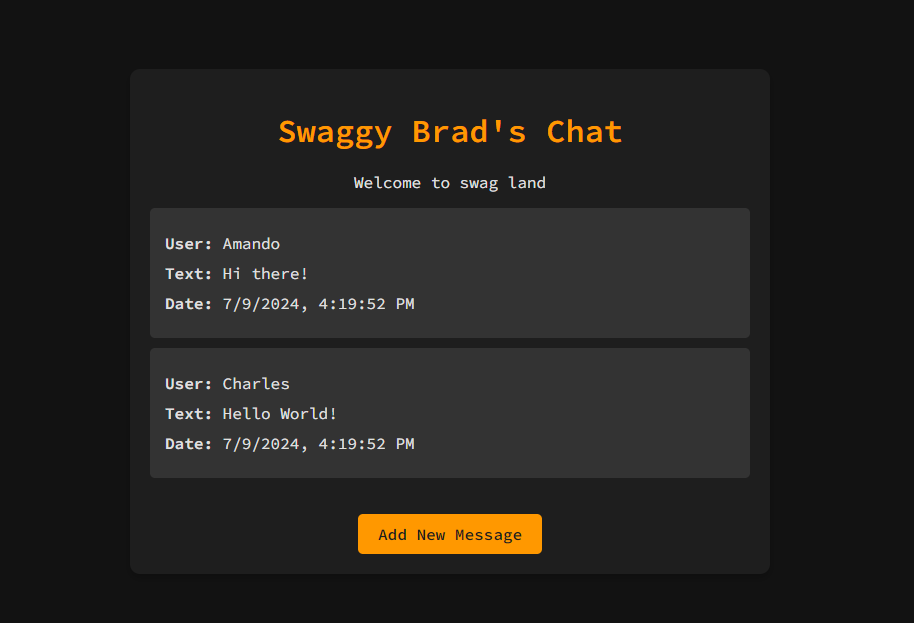 Swaggy Brad's Chat
Welcome to swag land
User: Amando
Text: Hi there!
Date: 7/9/2024, 4:19:52 PM
User: Charles
Text: Hello World!
Date: 7/9/2024, 4:19:52 PM
Add New Message